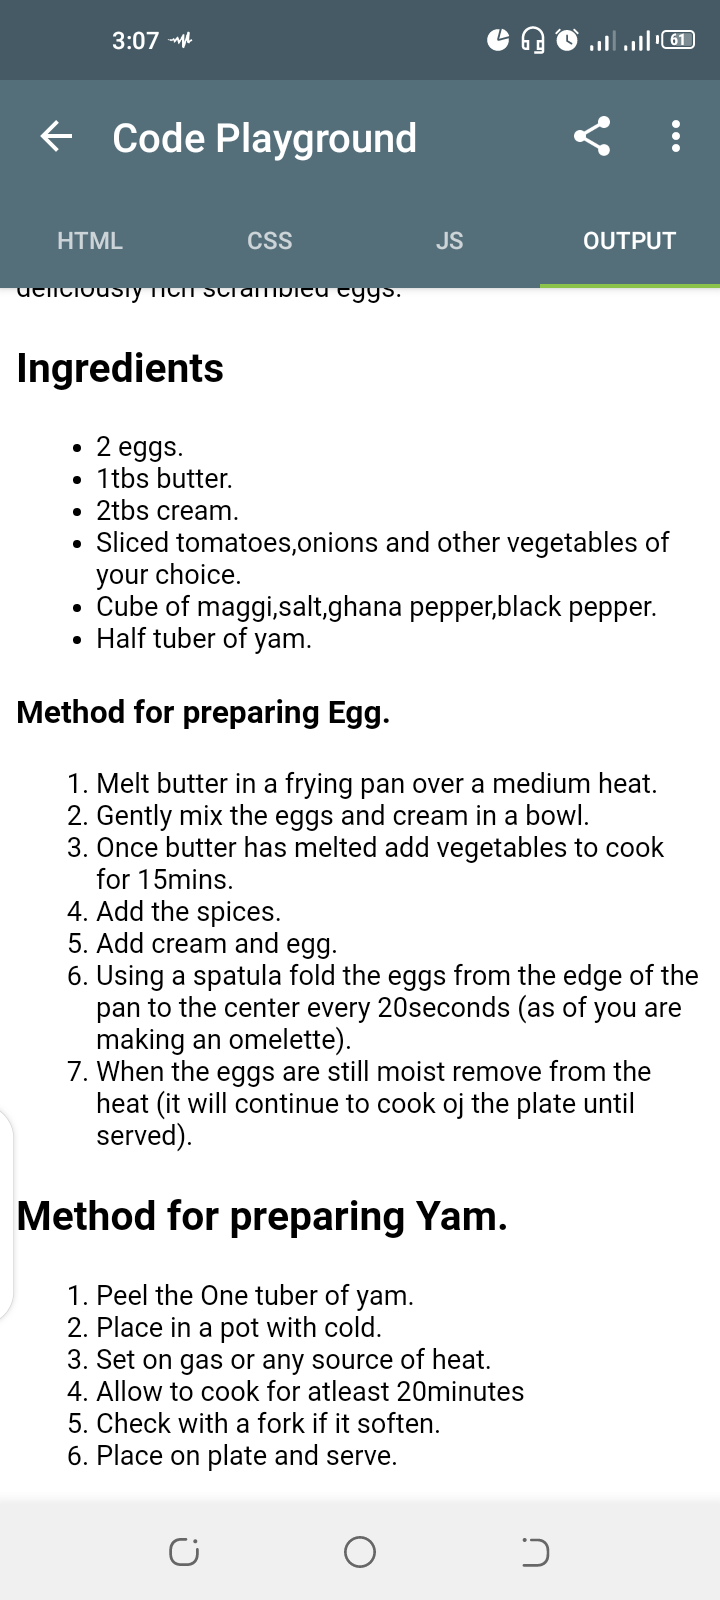 3:07
61
Code Playground
HTML CSS JS OUTPUT
deliciously rich scrambled eggs.
Ingredients
• 2 eggs.
• 1tbs butter.
• 2tbs cream.
• Sliced tomatoes,onions and other vegetables of
your choice.
• Cube of maggi,salt,ghana pepper,black pepper.
• Half tuber of yam.
Method for preparing Egg.
1. Melt butter in a frying pan over a medium heat.
2. Gently mix the eggs and cream in a bowl.
3. Once butter has melted add vegetables to cook
for 15mins.
4. Add the spices.
5. Add cream and egg.
6. Using a spatula fold the eggs from the edge of the
pan to the center every 20seconds (as of you are
making an omelette).
7. When the eggs are still moist remove from the
heat (it will continue to cook oj the plate until
served).
Method for preparing Yam.
1. Peel the One tuber of yam.
2. Place in a pot with cold.
3. Set on gas or any source of heat.
4. Allow to cook for atleast 20minutes
5. Check with a fork if it soften.
6. Place on plate and serve.